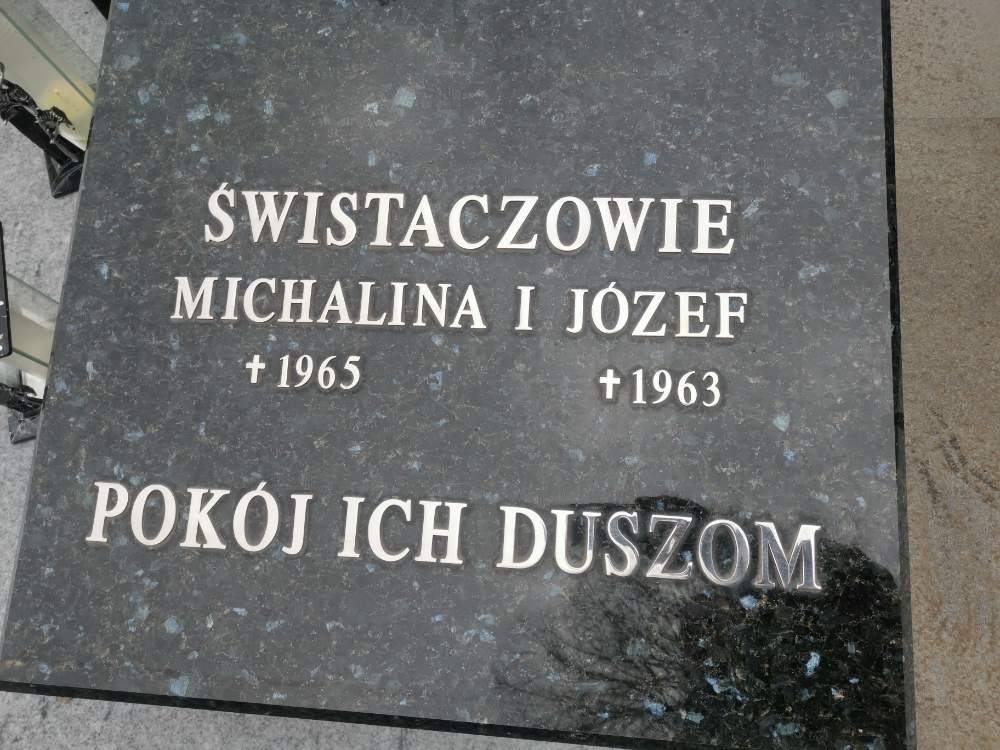 ŚWISTACZOWIE
MICHALINA I JÓZEF
✝1965 ✝1963
POKÓJ ICH DUSZOM